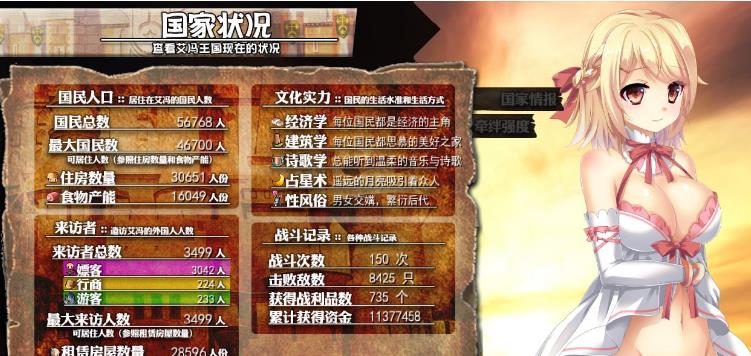 国家状况
查看艾冯王国现在的状况
国民人口 :: 居住在艾冯的国民人数
国民总数 56768 人
最大国民数 46700 人
可居住人数 (参照住房数量和食物产能)
住房数量 30651 人份
食物产能 16049 人份
来访者 :: 造访艾冯的外国人人数
来访者总数 3499 人
嫖客 3042 人
行商 224 人
游客 233 人
最大来访人数 3499 人
可居住人数 (参照租赁房屋数量)
租赁房屋数量 28596 人份
文化实力 :: 国民的生活水准和生活方式
经济学 每位国民都是经济的主角
建筑学 每位国民都思慕的美好之家
诗歌学 总能听到温柔的音乐与诗歌
占星术 遥远的月亮吸引着众人
性风俗 男女交媾，繁衍后代
战斗记录 :: 各种战斗记录
战斗次数 150 次
击败敌数 8425 只
获得战利品数 735 个
累计获得资金 11377458
国家情报
牵绊强度